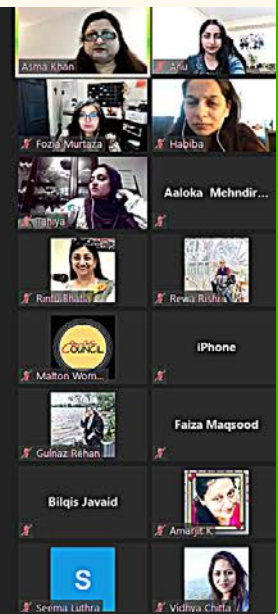 Asma Khan
Anu
Fozia Murtaza
Habiba
Tahiya
Aaloka Mehndir...
Rintu Bhatia
Rewa Rishi
COUNCIL
Malton Wom...
iPhone
Gulnaz Rehan
Faiza Maqsood
Bilqis Javaid
Amarjit K.
S
Seema Luthra
Vidhya Chitta